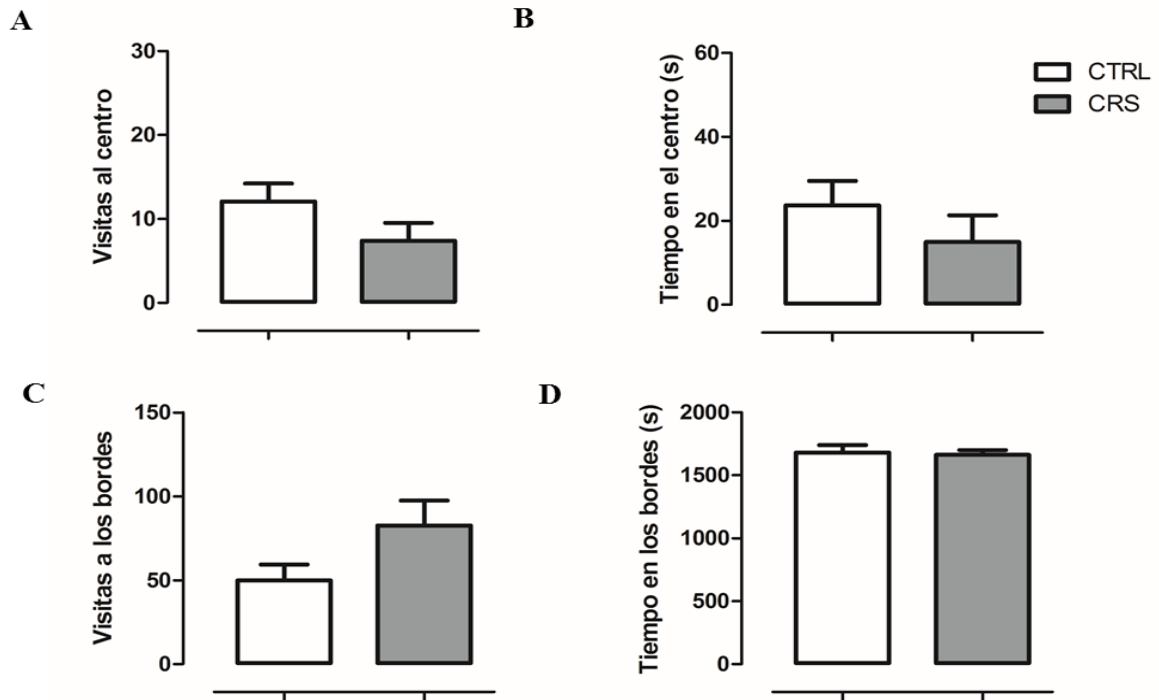 A
Visitas al centro
30
20
10
0
B
Tiempo en el centro (s)
60
40
20
0
CTRL
CRS
C
Visitas a los bordes
150
100
50
0
D
Tiempo en los bordes (s)
2000
1500
1000
500
0